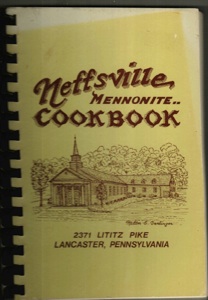 Neffsville
MENNONITE..
COOKBOOK
2371 LITITZ PIKE
LANCASTER, PENNSYLVANIA